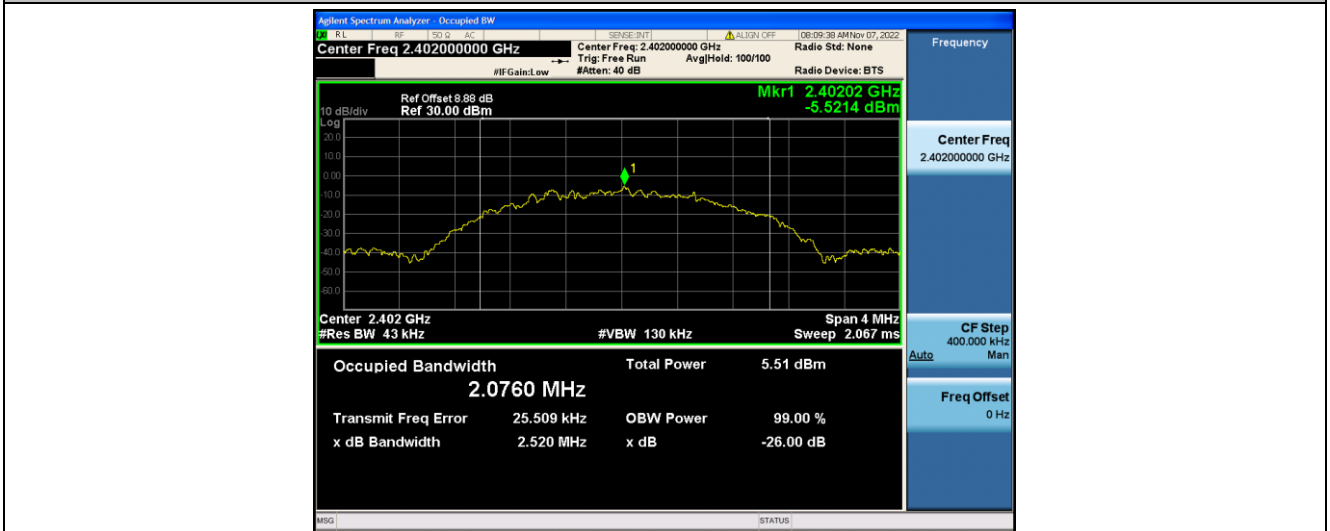 Agilent Spectrum Analyzer - Occupied BW
RL RF 50 Ω AC SENSE:INT ALIGN OFF 08:09:38 AM Nov 07, 2022
Center Freq 2.402000000 GHz
Center Freq: 2.402000000 GHz
Radio Std: None
Trig: Free Run Avg|Hold: 100/100
#IFGain:Low #Atten: 40 dB Radio Device: BTS
Frequency
Mkr1 2.40202 GHz
-5.5214 dBm
Ref Offset 8.88 dB
10 dB/div Ref 30.00 dBm
Log
20.0
10.0
0.00
-10.0
-20.0
-30.0
-40.0
-50.0
-60.0
1
Center 2.402 GHz Span 4 MHz
#Res BW 43 kHz #VBW 130 kHz Sweep 2.067 ms
Occupied Bandwidth Total Power 5.51 dBm
2.0760 MHz
Transmit Freq Error 25.509 kHz OBW Power 99.00 %
x dB Bandwidth 2.520 MHz x dB -26.00 dB
Center Freq
2.402000000 GHz
CF Step
400.000 kHz
Auto Man
Freq Offset
0 Hz
MSG STATUS